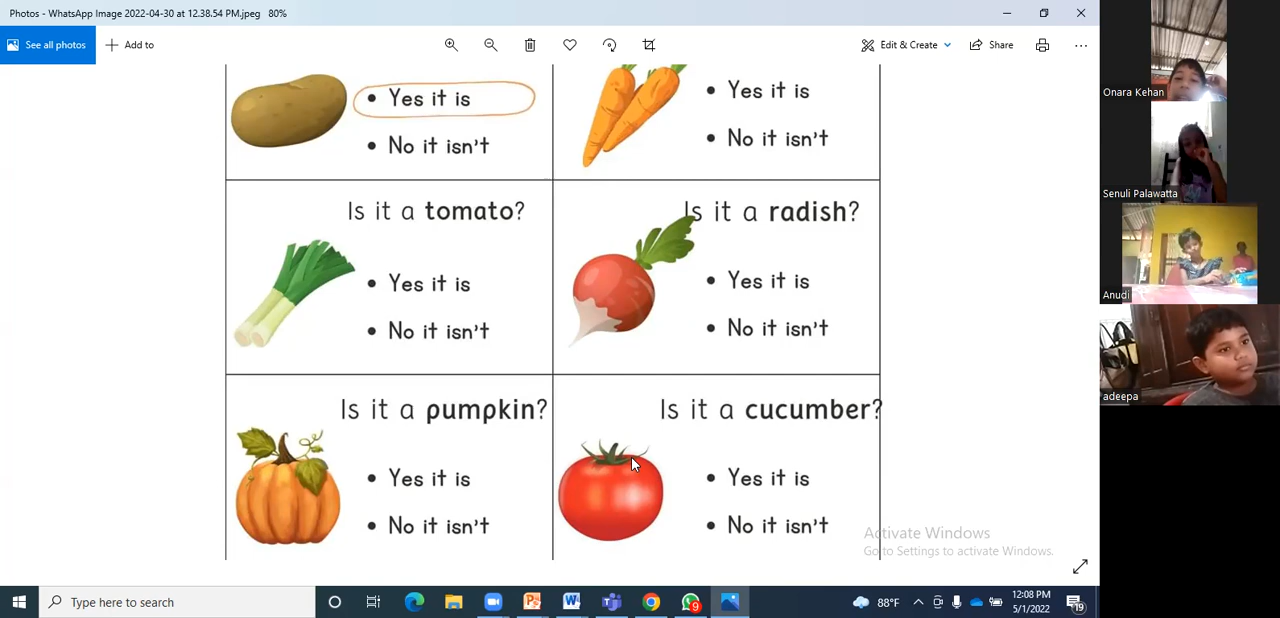 Photos - WhatsApp Image 2022-04-30 at 12.38.54 PM.jpeg 80%
See all photos
Add to
Edit & Create
Share
Yes it is
No it isn't
Yes it is
No it isn't
Is it a tomato?
Yes it is
No it isn't
Is it a radish?
Yes it is
No it isn't
Is it a pumpkin?
Yes it is
No it isn't
Is it a cucumber?
Yes it is
No it isn't
Activate Windows
Go to Settings to activate Windows.
Onara Kehan
Senuli Palawatta
Anudi
adeepa
Type here to search
9
88°F
12:08 PM
5/1/2022
19